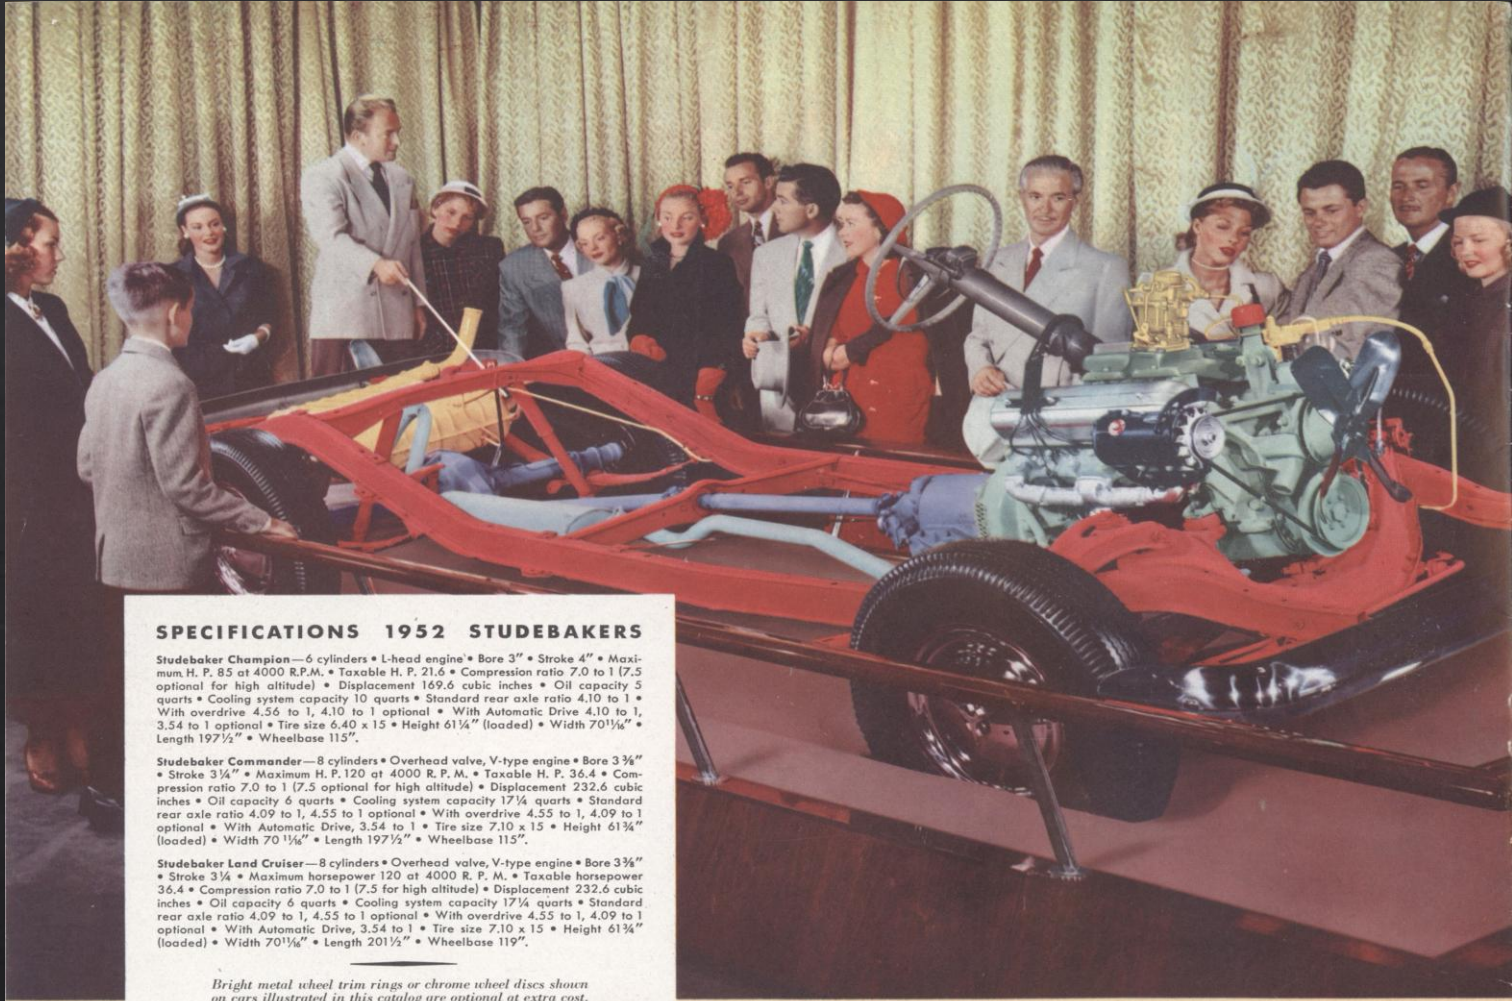 SPECIFICATIONS 1952 STUDEBAKERS
Studebaker Champion—6 cylinders • L-head engine • Bore 3″ • Stroke 4″ • Maxi-
mum H. P. 85 at 4000 R.P.M. • Taxable H. P. 21.6 • Compression ratio 7.0 to 1 (7.5
optional for high altitude) • Displacement 169.6 cubic inches • Oil capacity 5
quarts • Cooling system capacity 10 quarts • Standard rear axle ratio 4.10 to 1 •
With overdrive 4.56 to 1, 4.10 to 1 optional • With Automatic Drive 4.10 to 1,
3.54 to 1 optional • Tire size 6.40 x 15 • Height 61¼″ (loaded) • Width 70¹¹⁄₁₆″ •
Length 197½″ • Wheelbase 115″.
Studebaker Commander—8 cylinders • Overhead valve, V-type engine • Bore 3⅜″
• Stroke 3¼″ • Maximum H. P. 120 at 4000 R. P. M. • Taxable H. P. 36.4 • Com-
pression ratio 7.0 to 1 (7.5 optional for high altitude) • Displacement 232.6 cubic
inches • Oil capacity 6 quarts • Cooling system capacity 17¼ quarts • Standard
rear axle ratio 4.09 to 1, 4.55 to 1 optional • With overdrive 4.55 to 1, 4.09 to 1
optional • With Automatic Drive, 3.54 to 1 • Tire size 7.10 x 15 • Height 61¾″
(loaded) • Width 70 ¹¹⁄₁₆″ • Length 197½″ • Wheelbase 115″.
Studebaker Land Cruiser—8 cylinders • Overhead valve, V-type engine • Bore 3⅜″
• Stroke 3¼ • Maximum horsepower 120 at 4000 R. P. M. • Taxable horsepower
36.4 • Compression ratio 7.0 to 1 (7.5 for high altitude) • Displacement 232.6 cubic
inches • Oil capacity 6 quarts • Cooling system capacity 17¼ quarts • Standard
rear axle ratio 4.09 to 1, 4.55 to 1 optional • With overdrive 4.55 to 1, 4.09 to 1
optional • With Automatic Drive, 3.54 to 1 • Tire size 7.10 x 15 • Height 61¾″
(loaded) • Width 70¹¹⁄₁₆″ • Length 201½″ • Wheelbase 119″.
Bright metal wheel trim rings or chrome wheel discs shown
on cars illustrated in this catalog are optional at extra cost.